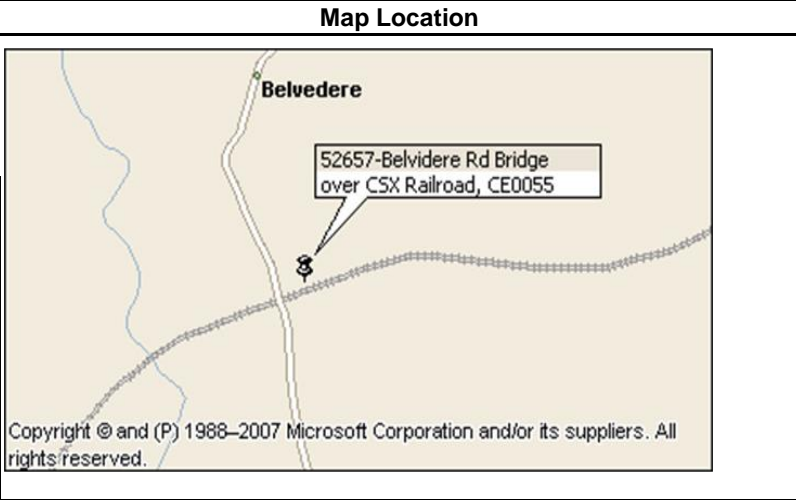 Map Location
Belvedere
52657-Belvidere Rd Bridge
over CSX Railroad, CE0055
Copyright © and (P) 1988–2007 Microsoft Corporation and/or its suppliers. All
rights reserved.